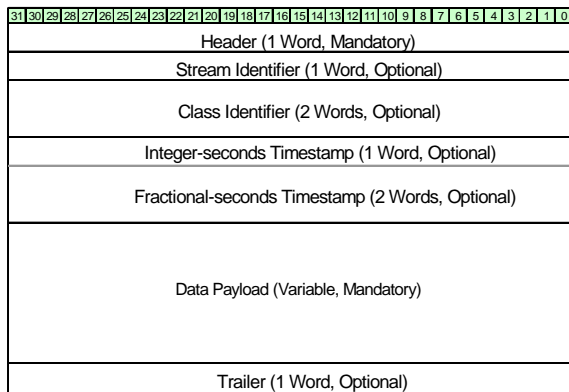 31 30 29 28 27 26 25 24 23 22 21 20 19 18 17 16 15 14 13 12 11 10 9 8 7 6 5 4 3 2 1 0
Header (1 Word, Mandatory)
Stream Identifier (1 Word, Optional)
Class Identifier (2 Words, Optional)
Integer-seconds Timestamp (1 Word, Optional)
Fractional-seconds Timestamp (2 Words, Optional)
Data Payload (Variable, Mandatory)
Trailer (1 Word, Optional)